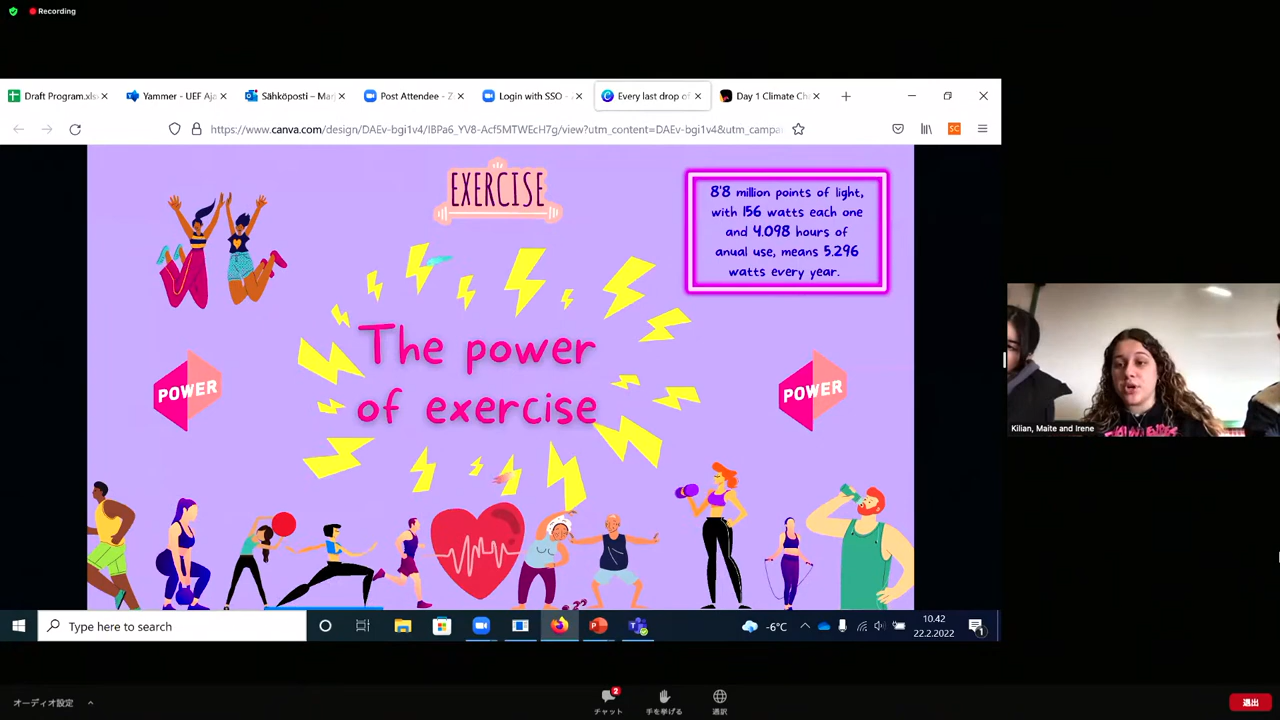 Recording
Draft Program.xls
Yammer - UEF Aja
Sähköposti – Marj
Post Attendee - Z
Login with SSO -
Every last drop of
Day 1 Climate Ch
https://www.canva.com/design/DAEv-bgi1v4/IBPa6_YV8-Acf5MTWEcH7g/view?utm_content=DAEv-bgi1v4&utm_campa
SC
EXERCISE
8'8 million points of light,
with 156 watts each one
and 4.098 hours of
anual use, means 5.296
watts every year.
The power
of exercise
POWER
POWER
Kilian, Maite and Irene
Type here to search
-6°C
10.42
22.2.2022
1
オーディオ設定
2
チャット
手を挙げる
通訳
退出